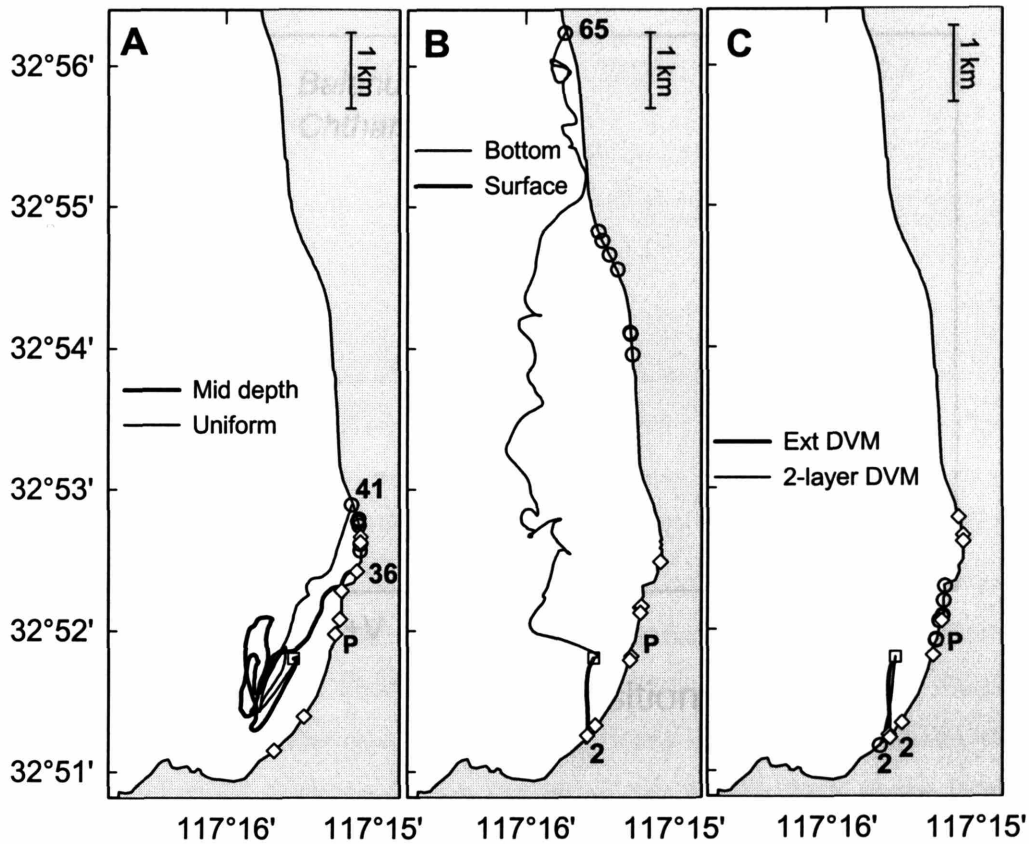 A
B
C
65
1 km
1 km
1 km
32°56'
32°55'
32°54'
32°53'
32°52'
32°51'
Bottom
Surface
Mid depth
Uniform
Ext DVM
2-layer DVM
41
36
P
P
P
2
2
2
117°16'
117°15'
117°16'
117°15'
117°16'
117°15'